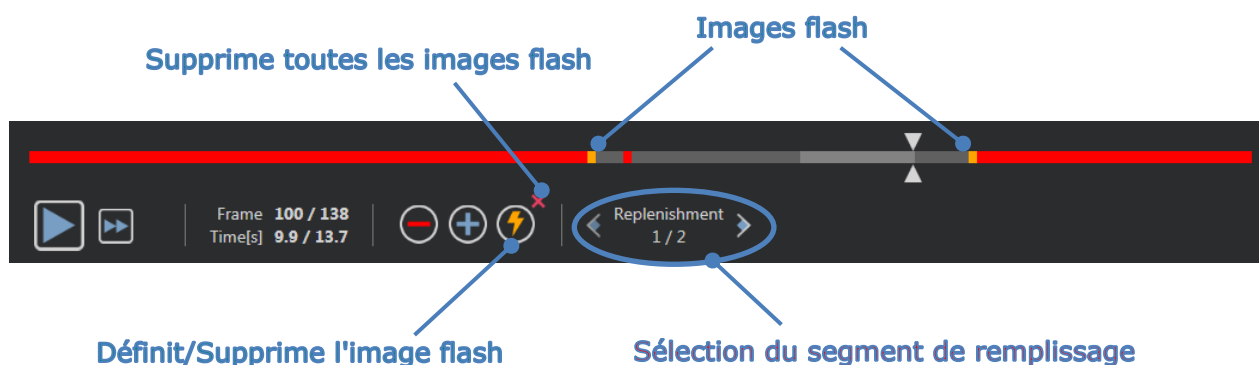 Images flash
Supprime toutes les images flash
Frame 100 / 138
Time[s] 9.9 / 13.7
Replenishment
1 / 2
Définit/Supprime l'image flash
Sélection du segment de remplissage